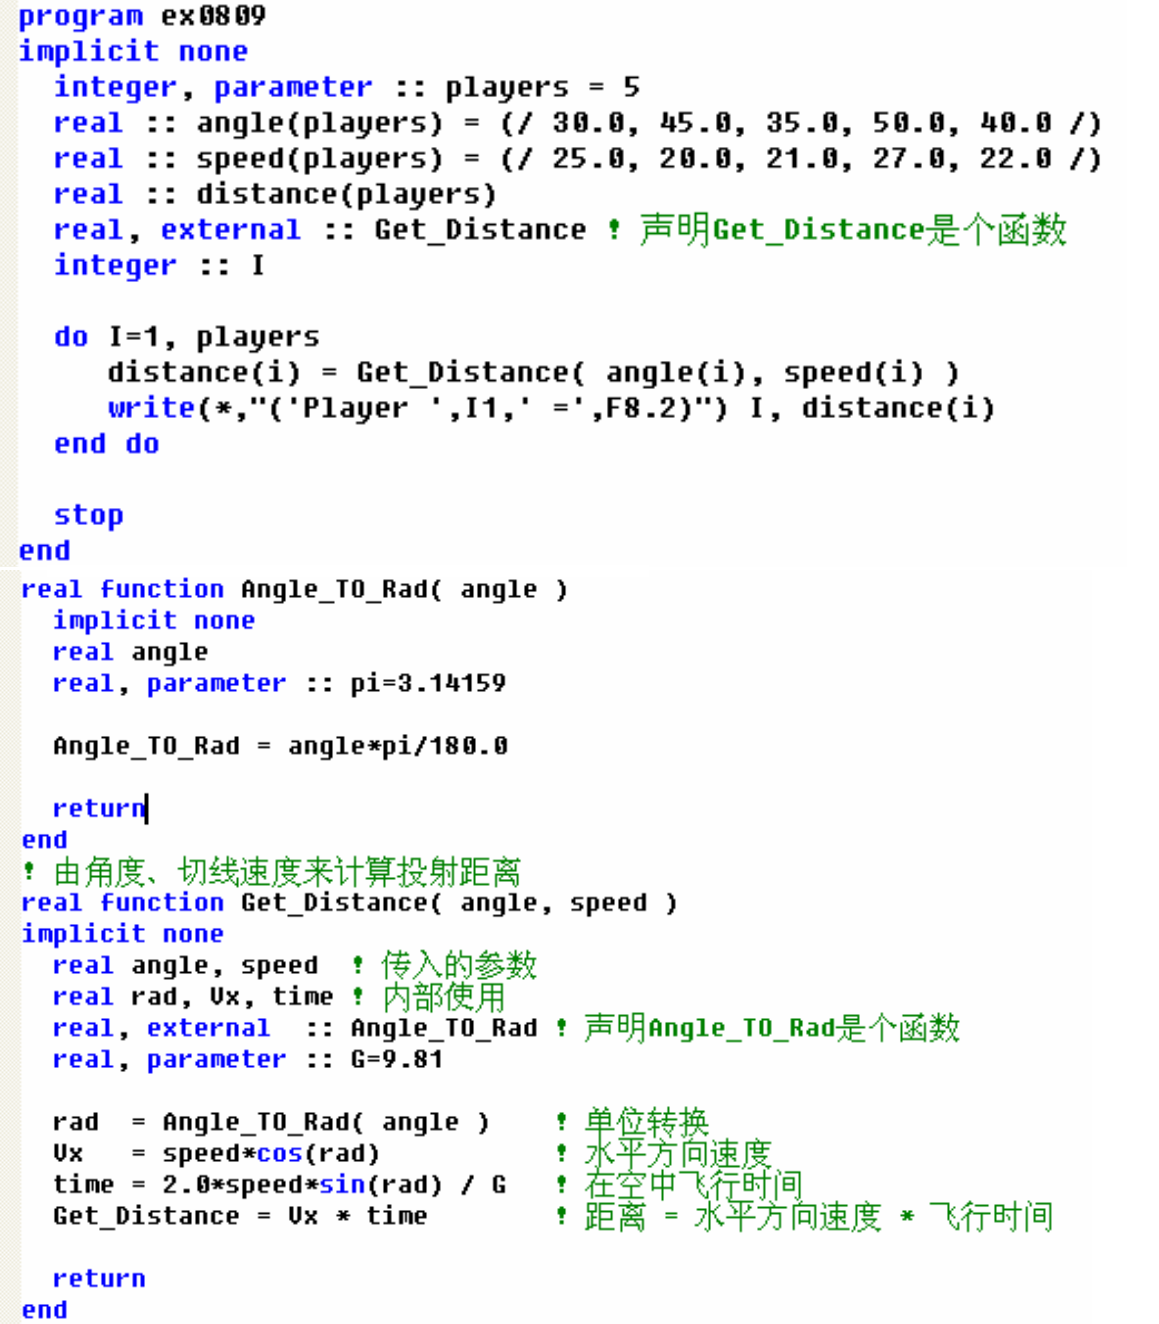 program ex0809
implicit none
  integer, parameter :: players = 5
  real :: angle(players) = (/ 30.0, 45.0, 35.0, 50.0, 40.0 /)
  real :: speed(players) = (/ 25.0, 20.0, 21.0, 27.0, 22.0 /)
  real :: distance(players)
  real, external :: Get_Distance ! 声明Get_Distance是个函数
  integer :: I
  do I=1, players
     distance(i) = Get_Distance( angle(i), speed(i) )
     write(*,"('Player ',I1,' =',F8.2)") I, distance(i)
  end do
  stop
end
real function Angle_TO_Rad( angle )
  implicit none
  real angle
  real, parameter :: pi=3.14159
  Angle_TO_Rad = angle*pi/180.0
  return
end
! 由角度、切线速度来计算投射距离
real function Get_Distance( angle, speed )
implicit none
  real angle, speed  ! 传入的参数
  real rad, Vx, time ! 内部使用
  real, external  :: Angle_TO_Rad ! 声明Angle_TO_Rad是个函数
  real, parameter :: G=9.81
  rad  = Angle_TO_Rad( angle )    ! 单位转换
  Vx   = speed*cos(rad)           ! 水平方向速度
  time = 2.0*speed*sin(rad) / G   ! 在空中飞行时间
  Get_Distance = Vx * time        ! 距离 = 水平方向速度 * 飞行时间
  return
end